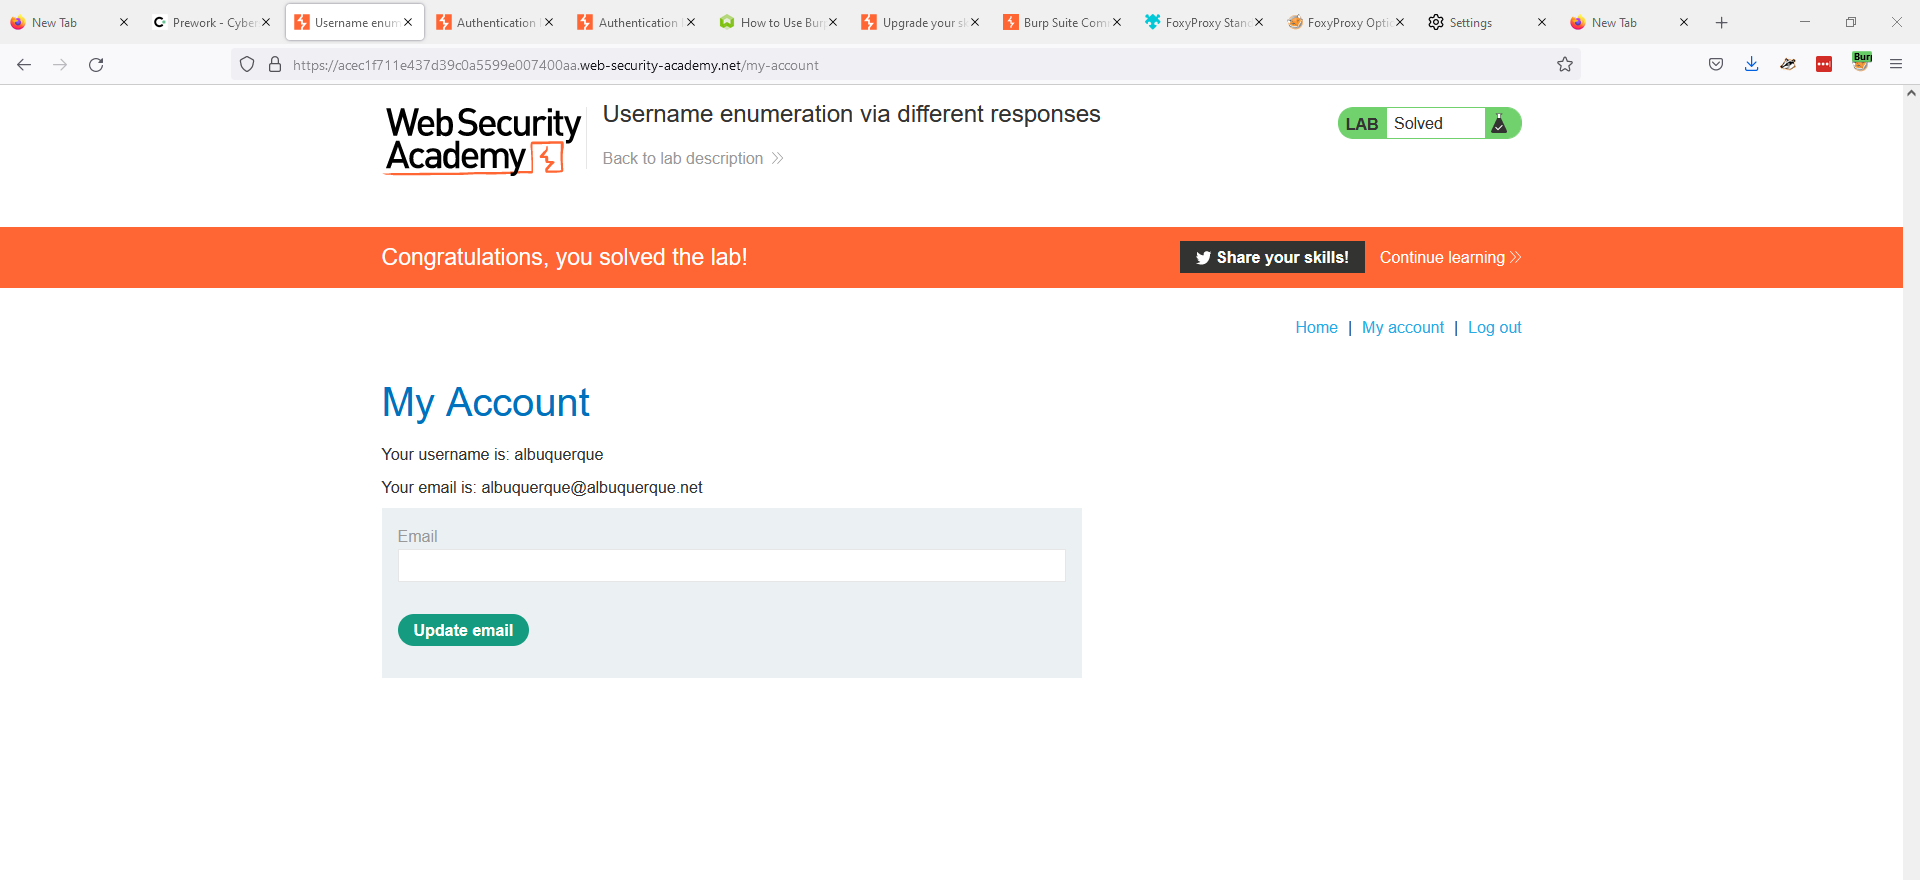 New Tab
Prework - Cyber
Username enum
Authentication
Authentication
How to Use Bur
Upgrade your sk
Burp Suite Com
FoxyProxy Stand
FoxyProxy Optio
Settings
New Tab
https://acec1f711e437d39c0a5599e007400aa.web-security-academy.net/my-account
Burp
Web Security
Academy
Username enumeration via different responses
Back to lab description
LAB Solved
Congratulations, you solved the lab!
Share your skills!
Continue learning
Home | My account | Log out
My Account
Your username is: albuquerque
Your email is: albuquerque@albuquerque.net
Email
Update email